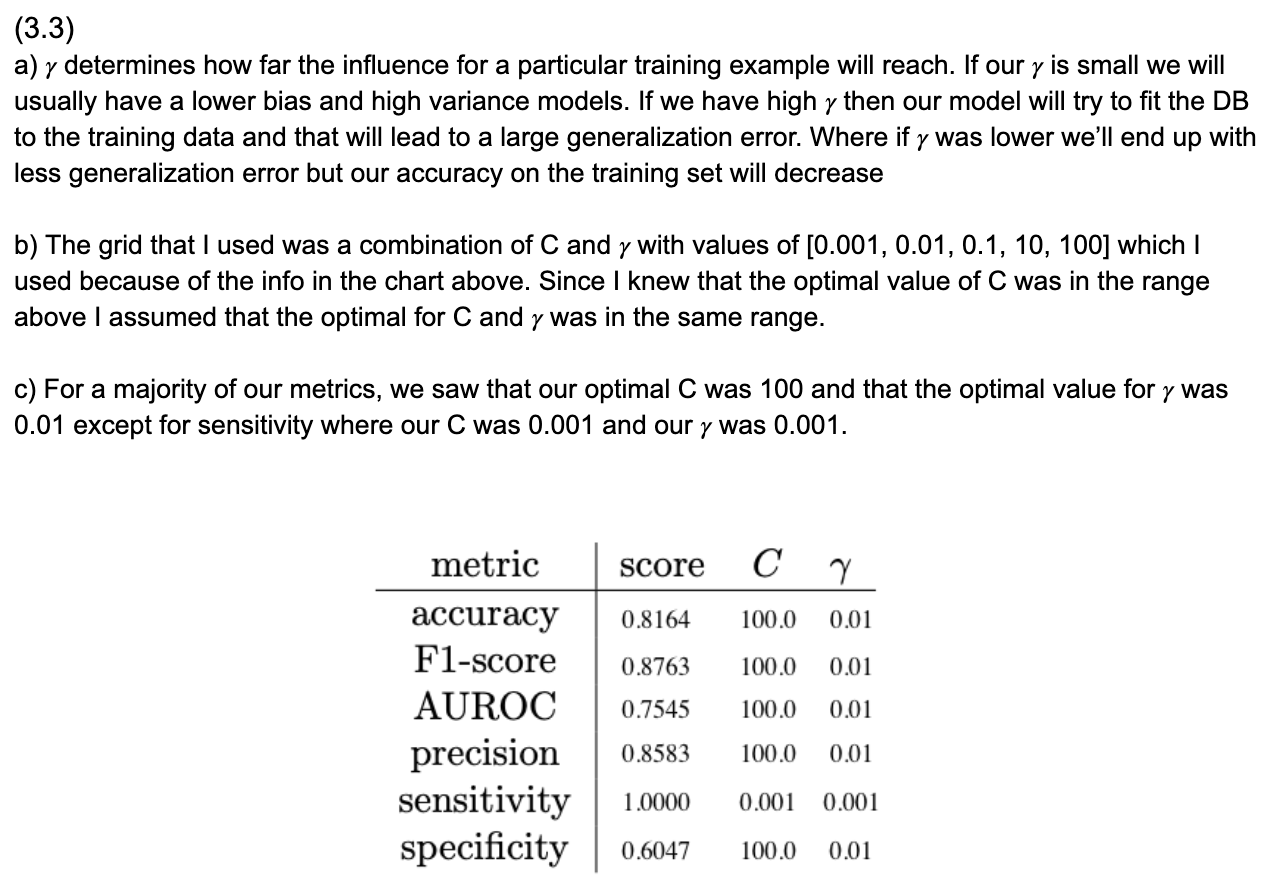 (3.3)
a) γ determines how far the influence for a particular training example will reach. If our γ is small we will
usually have a lower bias and high variance models. If we have high γ then our model will try to fit the DB
to the training data and that will lead to a large generalization error. Where if γ was lower we’ll end up with
less generalization error but our accuracy on the training set will decrease
b) The grid that I used was a combination of C and γ with values of [0.001, 0.01, 0.1, 10, 100] which I
used because of the info in the chart above. Since I knew that the optimal value of C was in the range
above I assumed that the optimal for C and γ was in the same range.
c) For a majority of our metrics, we saw that our optimal C was 100 and that the optimal value for γ was
0.01 except for sensitivity where our C was 0.001 and our γ was 0.001.
metric score C γ
accuracy 0.8164 100.0 0.01
F1-score 0.8763 100.0 0.01
AUROC 0.7545 100.0 0.01
precision 0.8583 100.0 0.01
sensitivity 1.0000 0.001 0.001
specificity 0.6047 100.0 0.01